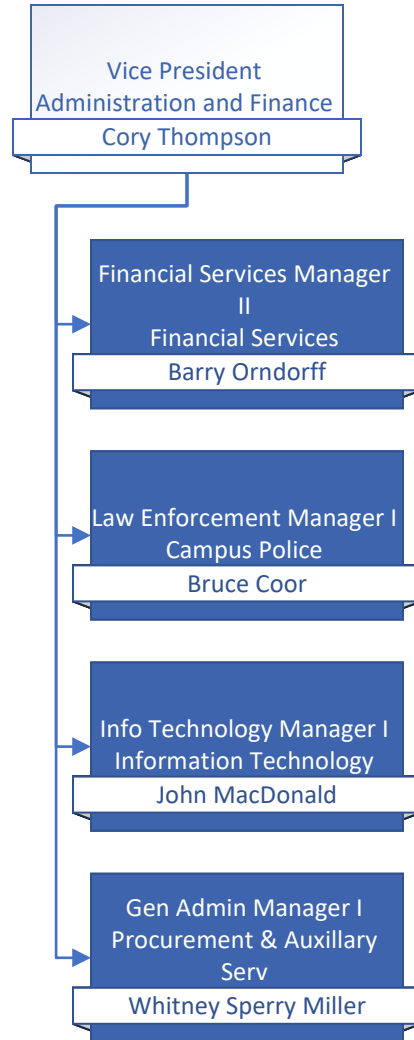 Vice President
Administration and Finance
Cory Thompson
Financial Services Manager
II
Financial Services
Barry Orndorff
Law Enforcement Manager I
Campus Police
Bruce Coor
Info Technology Manager I
Information Technology
John MacDonald
Gen Admin Manager I
Procurement & Auxillary
Serv
Whitney Sperry Miller